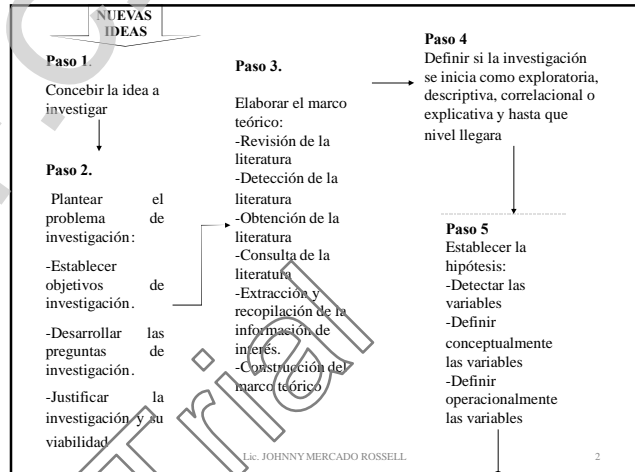 NUEVAS
IDEAS
Paso 1.
Concebir la idea a
investigar
Paso 2.
Plantear el
problema de
investigación:
-Establecer
objetivos de
investigación.
-Desarrollar las
preguntas de
investigación.
-Justificar la
investigación y su
viabilidad
Paso 3.
Elaborar el marco
teórico:
-Revisión de la
literatura
-Detección de la
literatura
-Obtención de la
literatura
-Consulta de la
literatura
-Extracción y
recopilación de la
información de
interés.
-Construcción del
marco teórico
Paso 4
Definir si la investigación
se inicia como exploratoria,
descriptiva, correlacional o
explicativa y hasta que
nivel llegara
Paso 5
Establecer la
hipótesis:
-Detectar las
variables
-Definir
conceptualmente
las variables
-Definir
operacionalmente
las variables
Trial
Lic. JOHNNY MERCADO ROSSELL
2